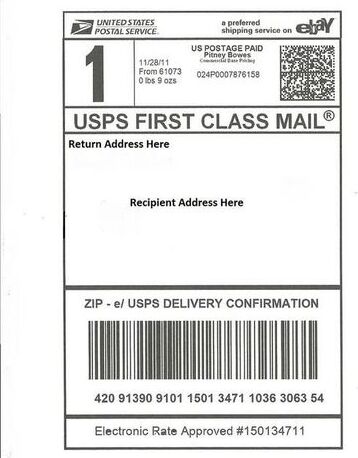 UNITED STATES
POSTAL SERVICE.
a preferred
shipping service on ebay
1
11/28/11
From 61073
0 lbs 9 ozs
US POSTAGE PAID
Pitney Bowes
Commercial Base Pricing
024P0007876158
USPS FIRST CLASS MAIL®
Return Address Here
Recipient Address Here
ZIP - e/ USPS DELIVERY CONFIRMATION
420 91390 9101 1501 3471 1036 3063 54
Electronic Rate Approved #150134711